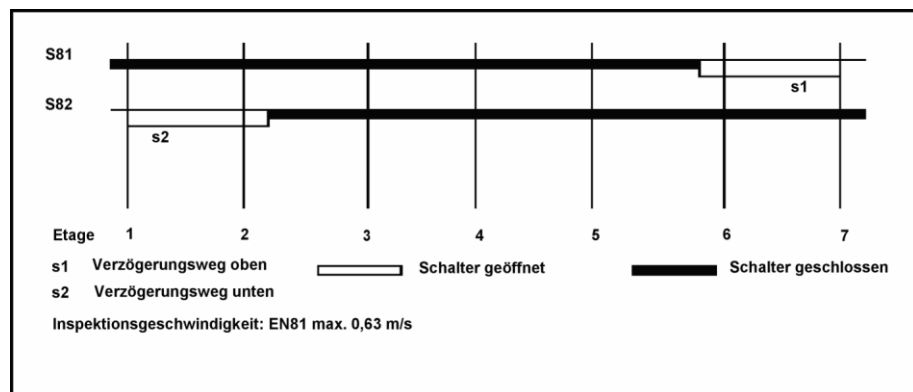 S81
s1
S82
s2
Etage 1 2 3 4 5 6 7
s1 Verzögerungsweg oben Schalter geöffnet Schalter geschlossen
s2 Verzögerungsweg unten
Inspektionsgeschwindigkeit: EN81 max. 0,63 m/s